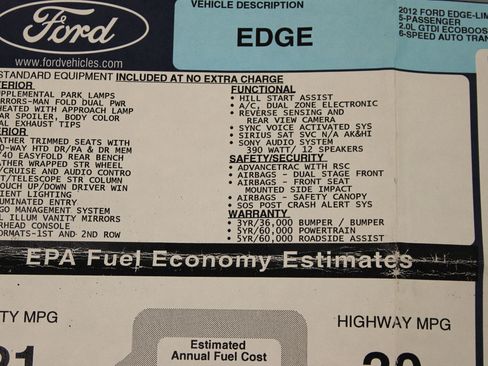 Ford
www.fordvehicles.com
VEHICLE DESCRIPTION
EDGE
2012 FORD EDGE-LIM
5-PASSENGER
2.0L GTDI ECOBOOS
6-SPEED AUTO TRAN
STANDARD EQUIPMENT INCLUDED AT NO EXTRA CHARGE
TERIOR
UPPLEMENTAL PARK LAMPS
RRORS-MAN FOLD DUAL PWR
HEATED WITH APPROACH LAMP
AR SPOILER, BODY COLOR
AL EXHAUST TIPS
ERIOR
ATHER TRIMMED SEATS WITH
0-WAY HTD DR/PA & DR MEM
/40 EASYFOLD REAR BENCH
ATHER WRAPPED STR WHEEL
/CRUISE AND AUDIO CONTRO
T/TELESCOPE STR COLUMN
OUCH UP/DOWN DRIVER WIN
IENT LIGHTING
LUMINATED ENTRY
GO MANAGEMENT SYSTEM
L ILLUM VANITY MIRRORS
ERHEAD CONSOLE
ORMATS-1ST AND 2ND ROW
FUNCTIONAL
• HILL START ASSIST
• A/C, DUAL ZONE ELECTRONIC
• REVERSE SENSING AND
REAR VIEW CAMERA
• SYNC VOICE ACTIVATED SYS
• SIRIUS SAT SVC N/A AK&HI
• SONY AUDIO SYSTEM
390 WATT/ 12 SPEAKERS
SAFETY/SECURITY
• ADVANCETRAC WITH RSC
• AIRBAGS - DUAL STAGE FRONT
• AIRBAGS - FRONT SEAT
MOUNTED SIDE IMPACT
• AIRBAGS - SAFETY CANOPY
• SOS POST CRASH ALERT SYS
WARRANTY
• 3YR/36,000 BUMPER / BUMPER
• 5YR/60,000 POWERTRAIN
• 5YR/60,000 ROADSIDE ASSIST
EPA Fuel Economy Estimates
TY MPG
HIGHWAY MPG
Estimated
Annual Fuel Cost